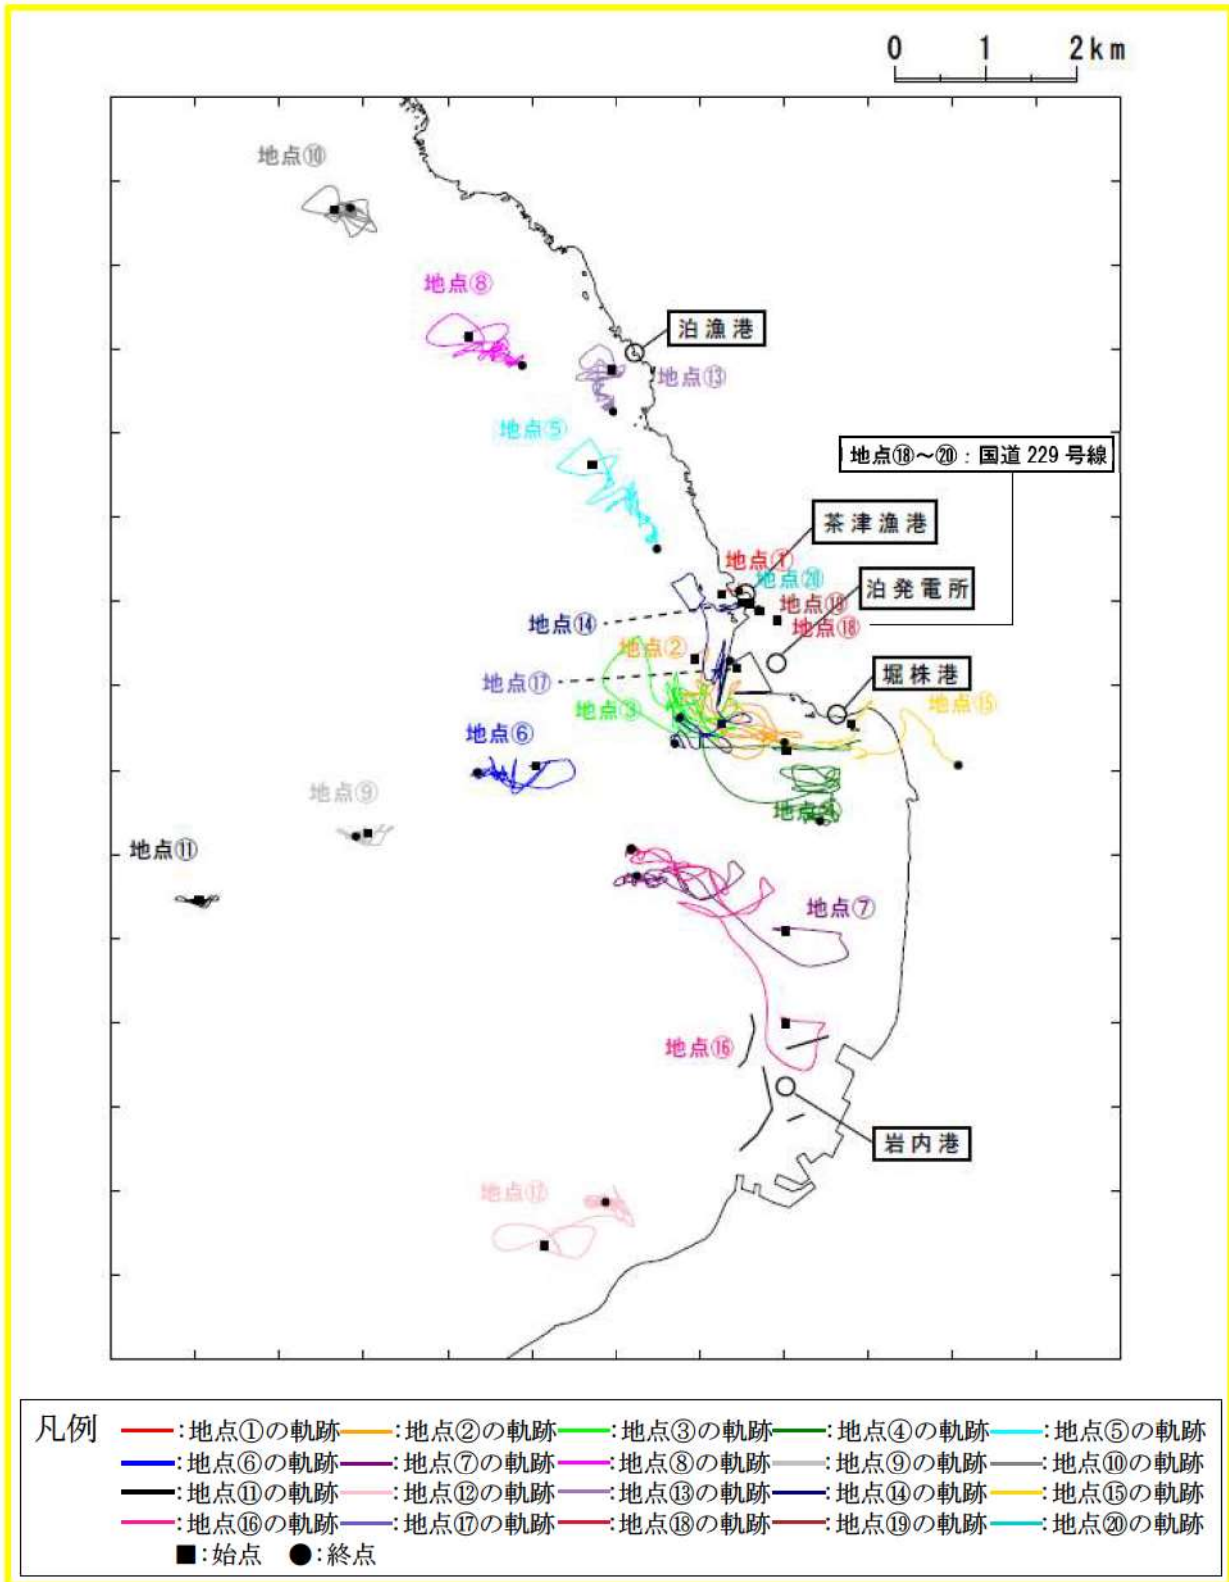 0 1 2km
地点⑩
地点⑧
泊漁港
地点⑬
地点⑤
地点⑱～⑳：国道 229 号線
茶津漁港
地点①
地点⑳
泊発電所
地点⑲
地点⑭
地点⑱
地点②
堀株港
地点⑰
地点⑮
地点③
地点⑥
地点⑨
地点④
地点⑪
地点⑦
地点⑯
岩内港
地点⑫
凡例 :地点①の軌跡 :地点②の軌跡 :地点③の軌跡 :地点④の軌跡 :地点⑤の軌跡
:地点⑥の軌跡 :地点⑦の軌跡 :地点⑧の軌跡 :地点⑨の軌跡 :地点⑩の軌跡
:地点⑪の軌跡 :地点⑫の軌跡 :地点⑬の軌跡 :地点⑭の軌跡 :地点⑮の軌跡
:地点⑯の軌跡 :地点⑰の軌跡 :地点⑱の軌跡 :地点⑲の軌跡 :地点⑳の軌跡
■:始点 ●:終点